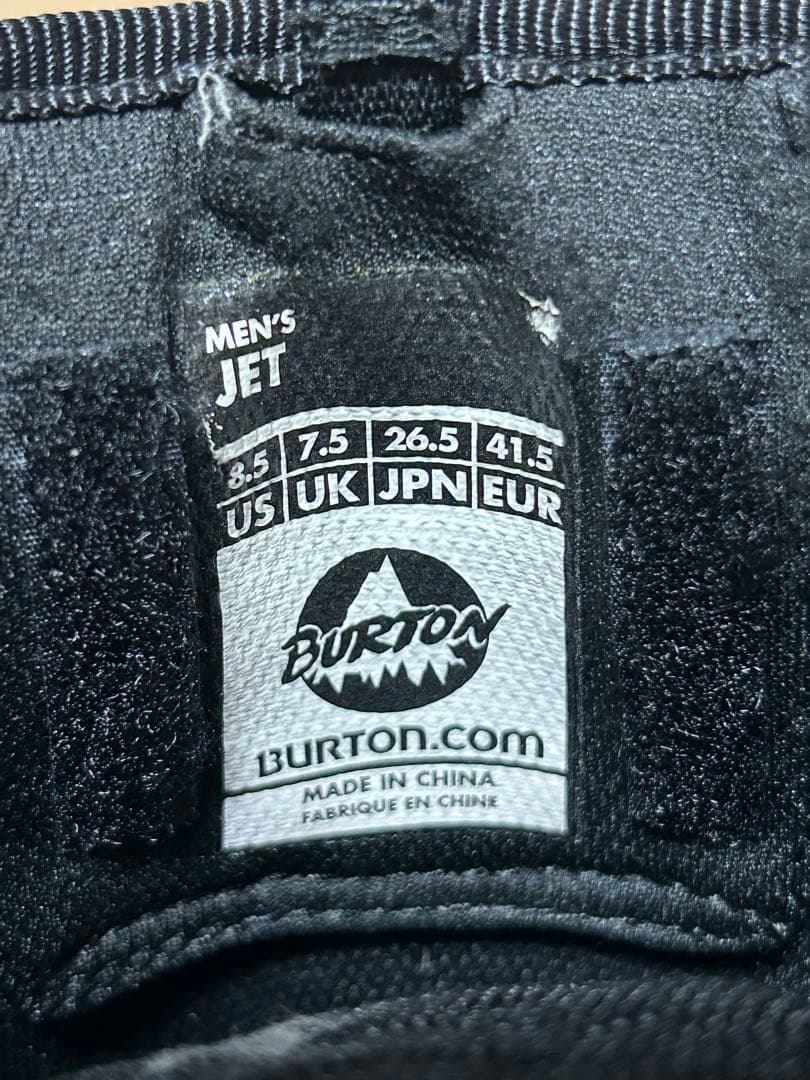 MEN'S
JET
8.5 7.5 26.5 41.5
US UK JPN EUR
BURTON
BURTON.COM
MADE IN CHINA
FABRIQUE EN CHINE